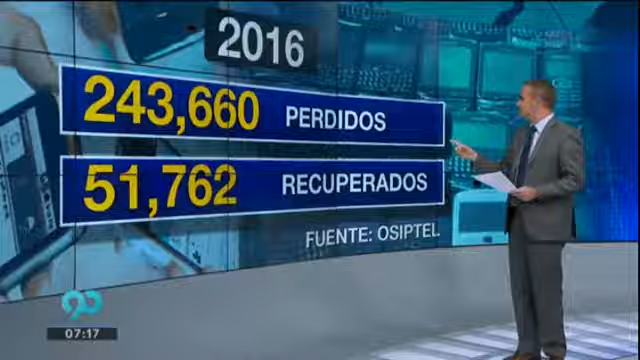 2016
243,660 PERDIDOS
51,762 RECUPERADOS
FUENTE: OSIPTEL.
90
07:17